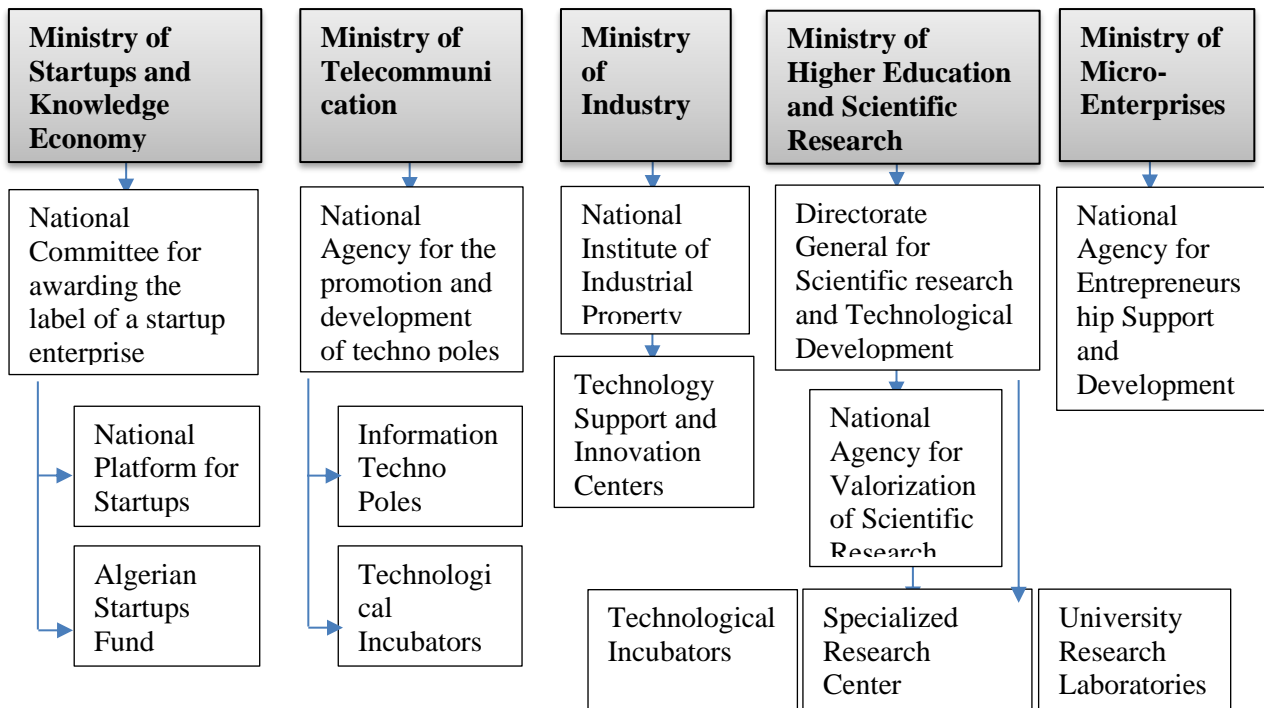 Ministry of
Startups and
Knowledge
Economy
Ministry of
Telecommuni
cation
Ministry
of
Industry
Ministry of
Higher Education
and Scientific
Research
Ministry of
Micro-
Enterprises
National
Committee for
awarding the
label of a startup
enterprise
National
Agency for the
promotion and
development
of techno poles
National
Institute of
Industrial
Property
Directorate
General for
Scientific research
and Technological
Development
National
Agency for
Entrepreneurs
hip Support
and
Development
National
Platform for
Startups
Information
Techno
Poles
Technology
Support and
Innovation
Centers
National
Agency for
Valorization
of Scientific
Research
Algerian
Startups
Fund
Technologi
cal
Incubators
Technological
Incubators
Specialized
Research
Center
University
Research
Laboratories